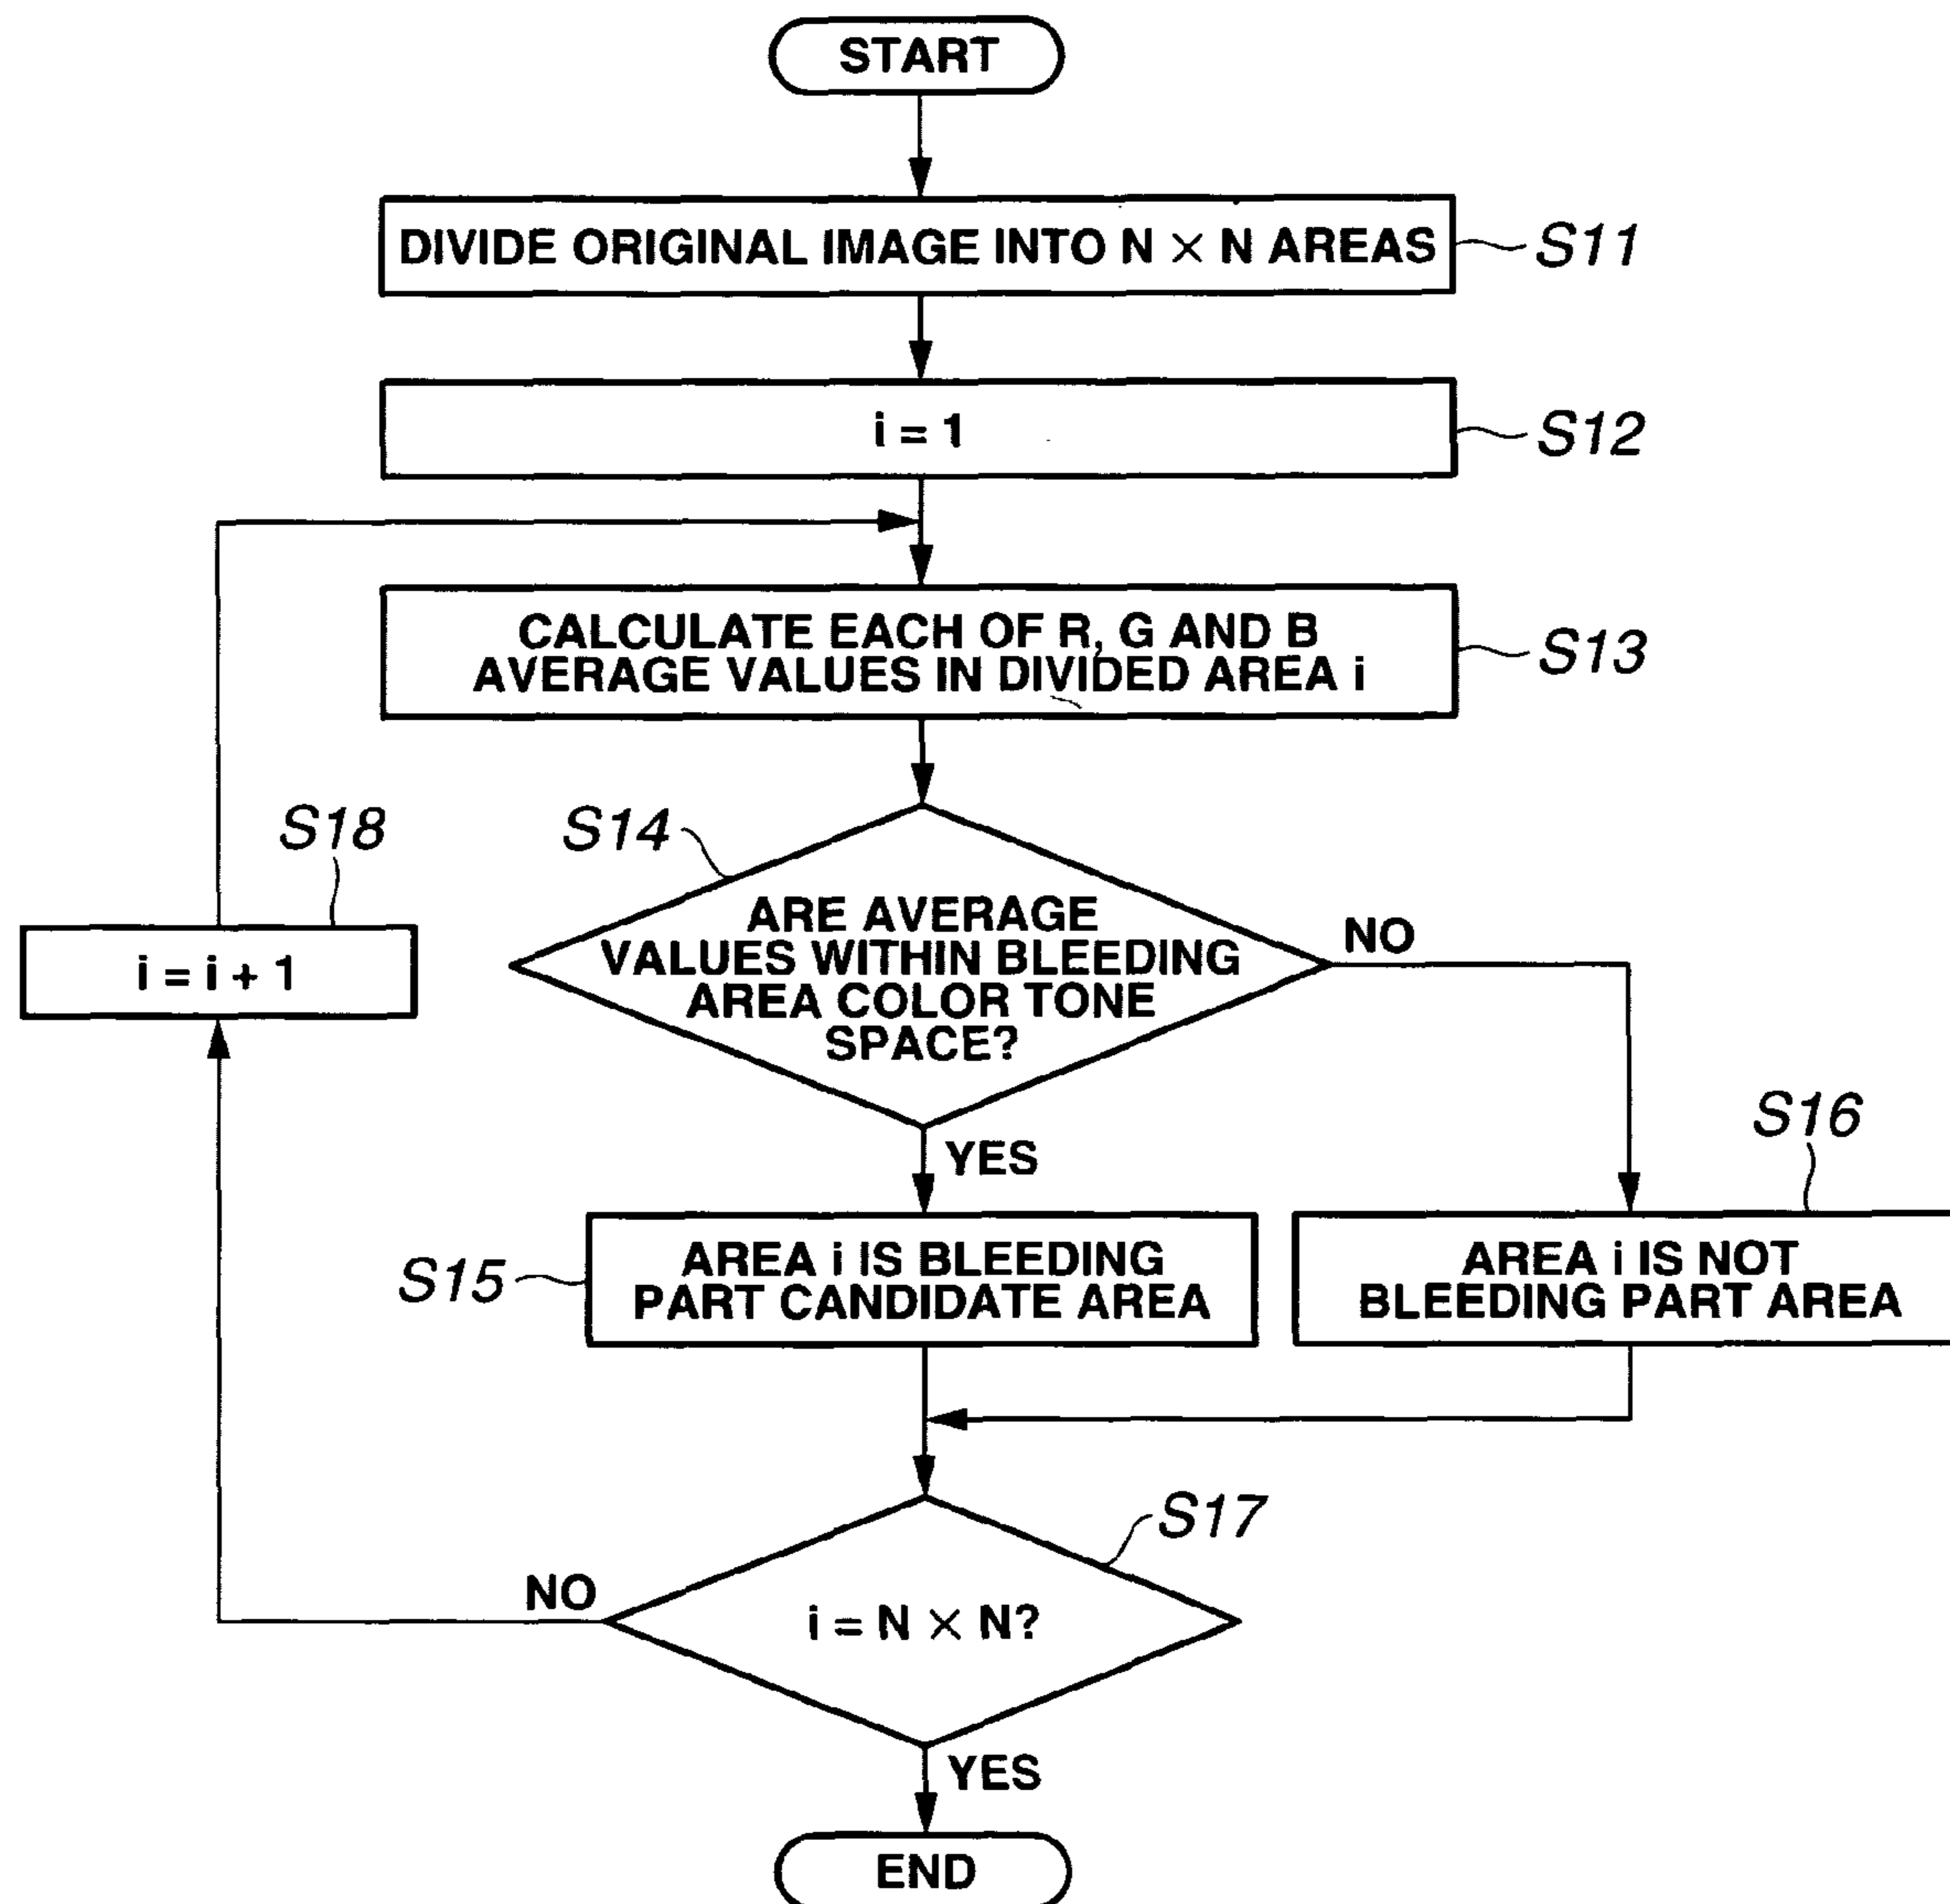 START
DIVIDE ORIGINAL IMAGE INTO N × N AREAS
S11
i = 1
S12
CALCULATE EACH OF R, G AND B
AVERAGE VALUES IN DIVIDED AREA i
S13
S18
i = i + 1
S14
ARE AVERAGE
VALUES WITHIN BLEEDING
AREA COLOR TONE
SPACE?
NO
YES
S16
S15
AREA i IS BLEEDING
PART CANDIDATE AREA
AREA i IS NOT
BLEEDING PART AREA
S17
NO
i = N × N?
YES
END